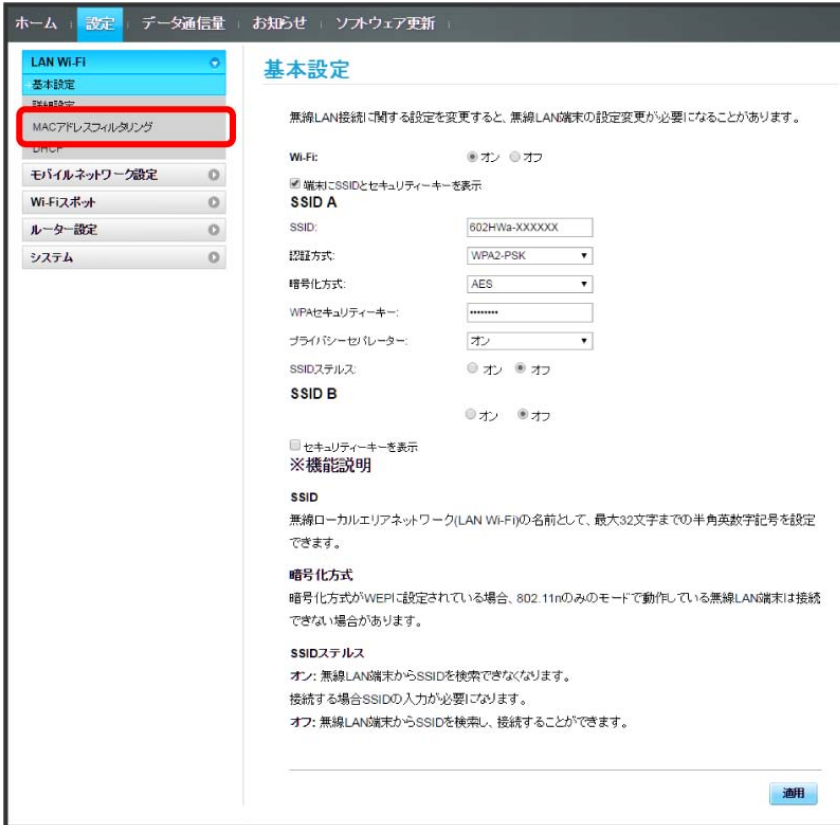 ホーム 設定 データ通信量 お知らせ ソフトウェア更新
LAN Wi-Fi
基本設定
詳細設定
MACアドレスフィルタリング
DHCP
モバイルネットワーク設定
Wi-Fiスポット
ルーター設定
システム
基本設定
無線LAN接続に関する設定を変更すると、無線LAN端末の設定変更が必要になることがあります。
Wi-Fi: オン オフ
端末にSSIDとセキュリティーキーを表示
SSID A
SSID: 602HWa-XXXXXX
認証方式: WPA2-PSK
暗号化方式: AES
WPAセキュリティーキー: ••••••••
プライバシーセパレーター: オン
SSIDステルス: オン オフ
SSID B
オン オフ
セキュリティーキーを表示
※機能説明
SSID
無線ローカルエリアネットワーク(LAN Wi-Fi)の名前として、最大32文字までの半角英数字記号を設定
できます。
暗号化方式
暗号化方式がWEPに設定されている場合、802.11nのみのモードで動作している無線LAN端末は接続
できない場合があります。
SSIDステルス
オン: 無線LAN端末からSSIDを検索できなくなります。
接続する場合SSIDの入力が必要になります。
オフ: 無線LAN端末からSSIDを検索し、接続することができます。
適用